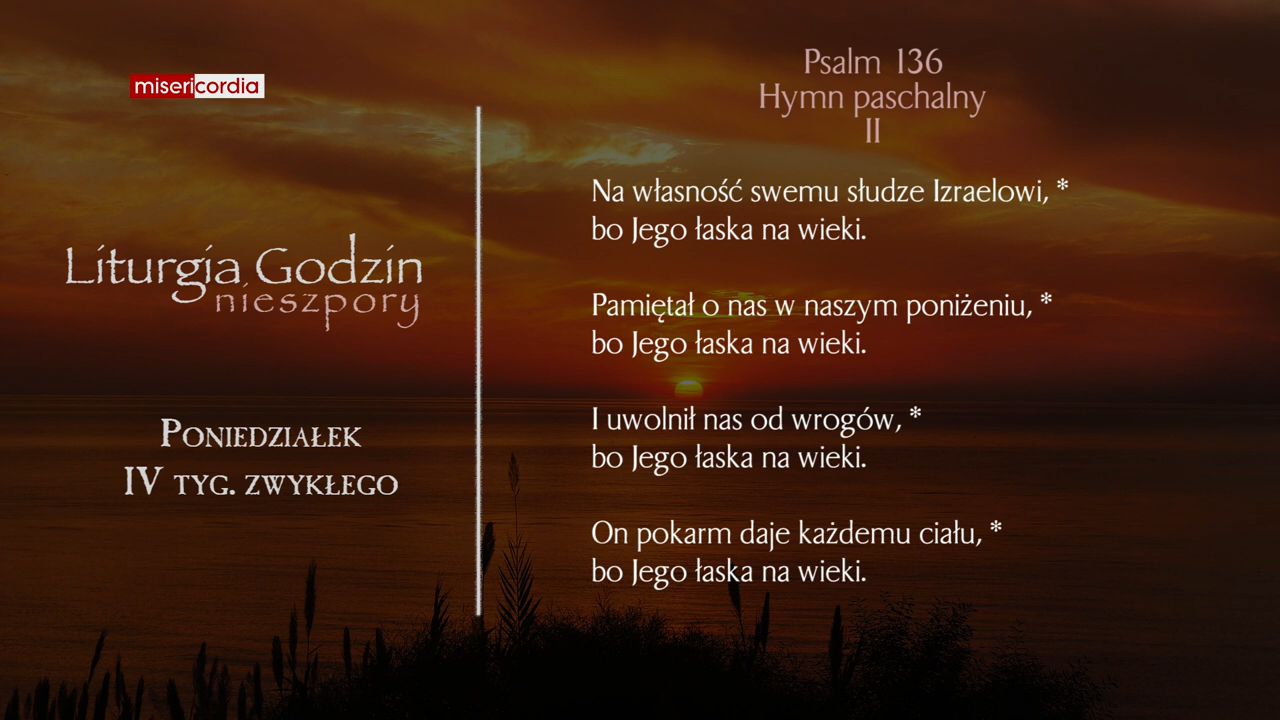 misericordia
Liturgia Godzin
nieszpory
Poniedziałek
IV tyg. zwykłego
Psalm 136
Hymn paschalny
II
Na własność swemu słudze Izraelowi, *
bo Jego łaska na wieki.
Pamiętał o nas w naszym poniżeniu, *
bo Jego łaska na wieki.
I uwolnił nas od wrogów, *
bo Jego łaska na wieki.
On pokarm daje każdemu ciału, *
bo Jego łaska na wieki.